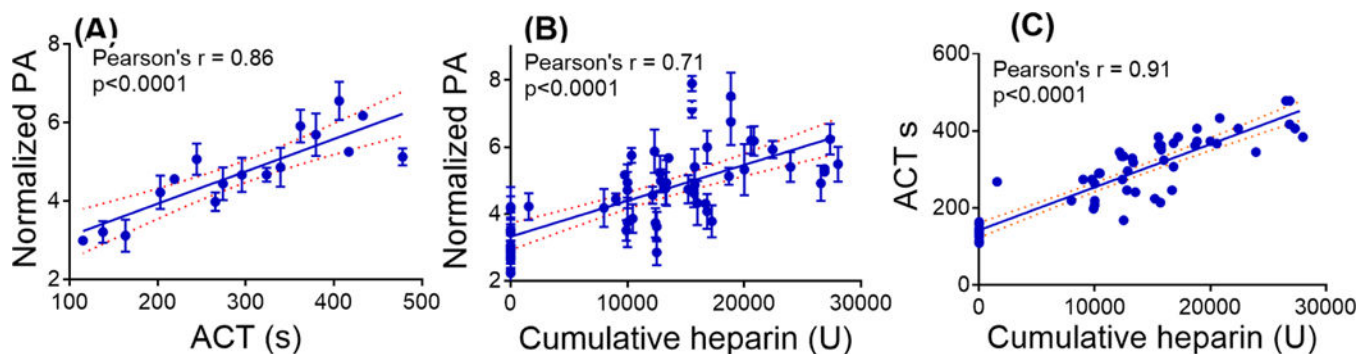 (A)
Pearson's r = 0.86
p<0.0001
Normalized PA
8
6
4
2
100
200
300
400
500
ACT (s)
(B)
Pearson's r = 0.71
p<0.0001
Normalized PA
8
6
4
2
0
10000
20000
30000
Cumulative heparin (U)
(C)
Pearson's r = 0.91
p<0.0001
ACT s
600
400
200
0
0
10000
20000
30000
Cumulative heparin (U)